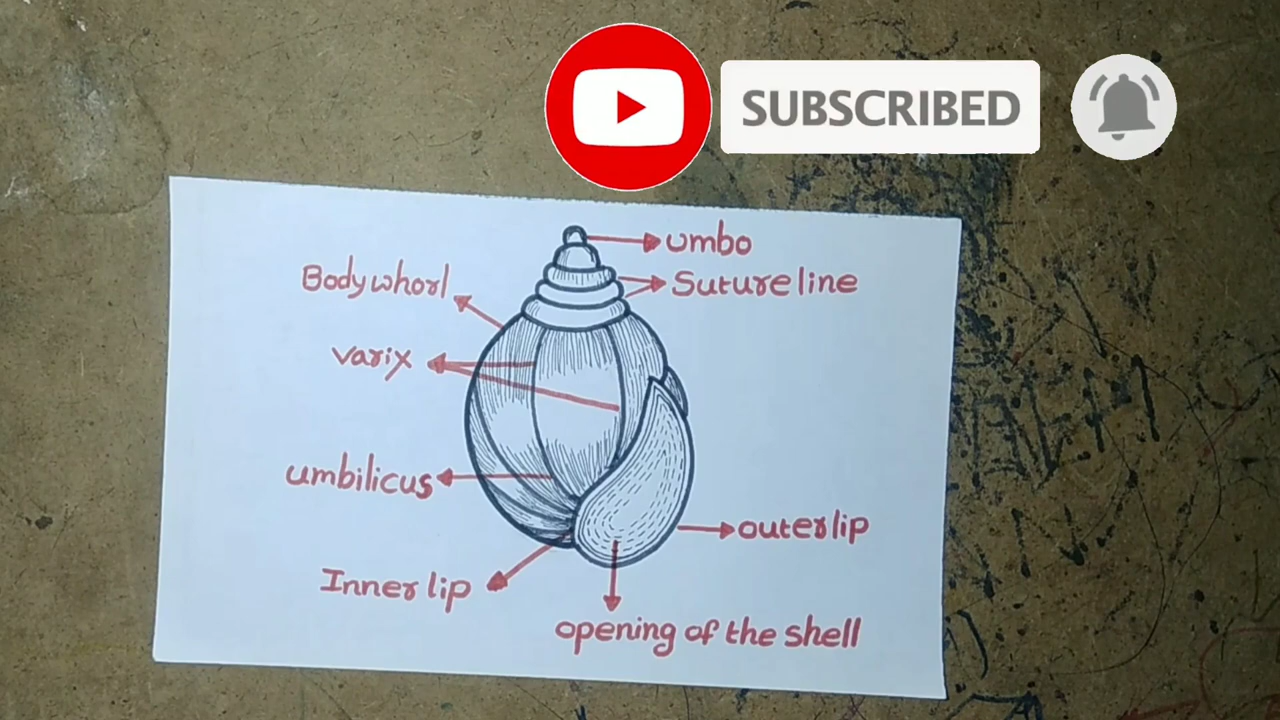 SUBSCRIBED
umbo
Suture line
Body whorl
varix
umbilicus
outer lip
Inner lip
opening of the shell